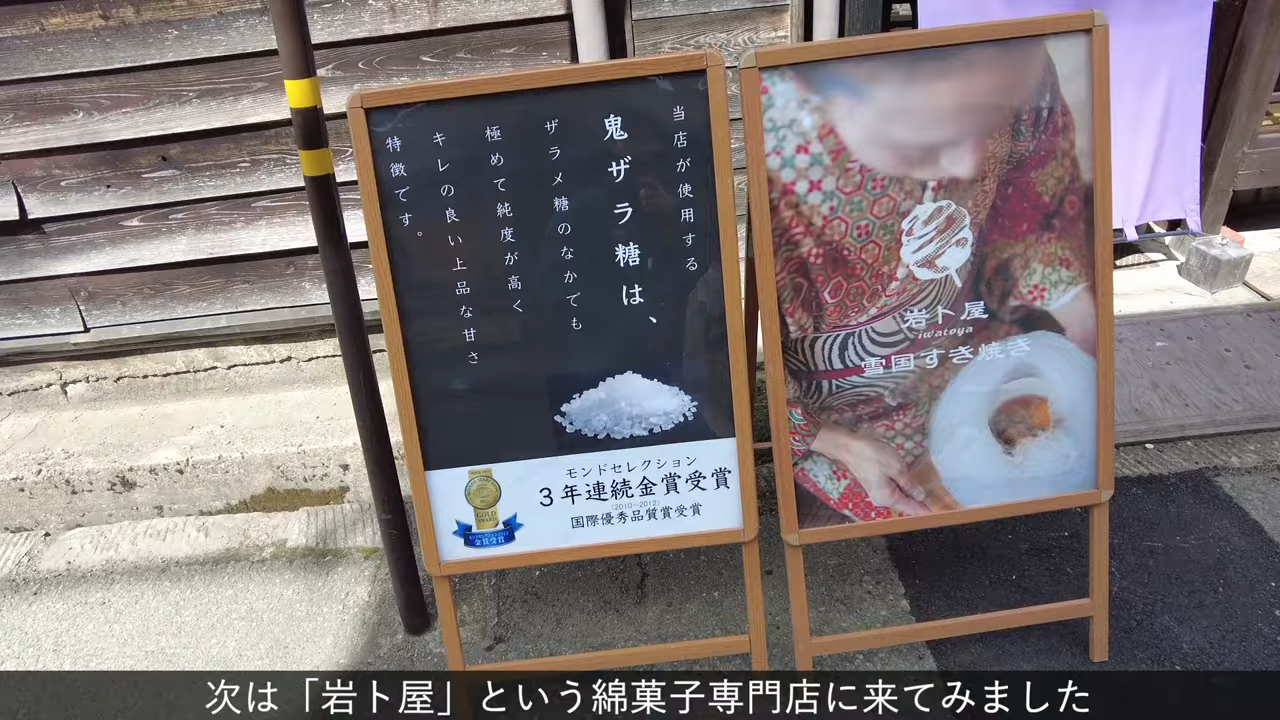 当店が使用する
鬼ザラ糖は、
ザラメ糖のなかでも
極めて純度が高く
キレの良い上品な甘さ
特徴です。
モンドセレクション
3年連続金賞受賞
(2010-2012)
国際優秀品質賞受賞
GOLD
AWARD
金賞受賞
岩ト屋
iwatoya
雪国すき焼き
次は「岩ト屋」という綿菓子専門店に来てみました